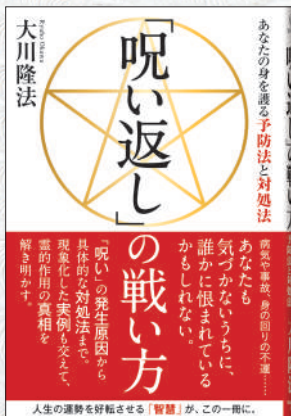 大川隆法
Ryuho Okawa
「呪い返し」の戦い方
あなたの身を護る予防法と対処法
病気や事故、身の回りの不運……
あなたも
気づかないうちに、
誰かに恨まれている
かもしれない。
「呪い」の発生原因から
具体的な対処法まで。
現象化した実例も交えて、
霊的作用の真相を
解き明かす。
人生の運勢を好転させる「智慧」が、この一冊に。